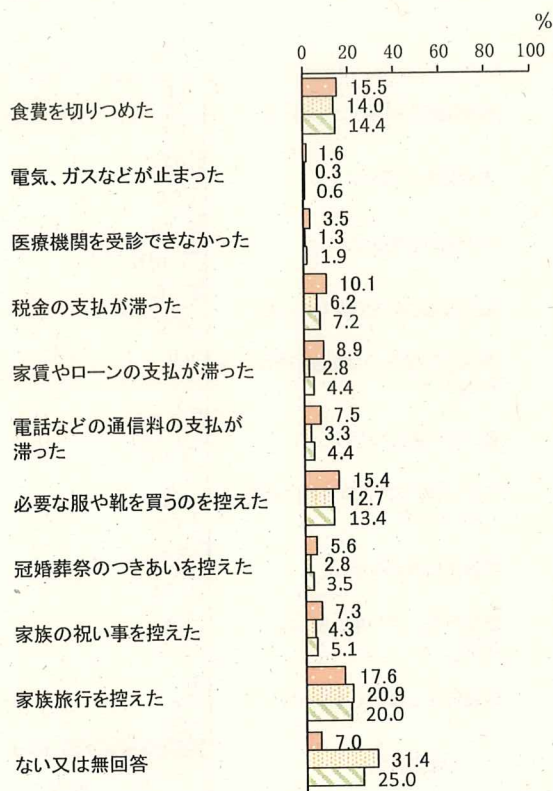 %
0 20 40 60 80 100
食費を切りつめた
15.5
14.0
14.4
電気、ガスなどが止まった
1.6
0.3
0.6
医療機関を受診できなかった
3.5
1.3
1.9
税金の支払が滞った
10.1
6.2
7.2
家賃やローンの支払が滞った
8.9
2.8
4.4
電話などの通信料の支払が
滞った
7.5
3.3
4.4
必要な服や靴を買うのを控えた
15.4
12.7
13.4
冠婚葬祭のつきあいを控えた
5.6
2.8
3.5
家族の祝い事を控えた
7.3
4.3
5.1
家族旅行を控えた
17.6
20.9
20.0
ない又は無回答
7.0
31.4
25.0